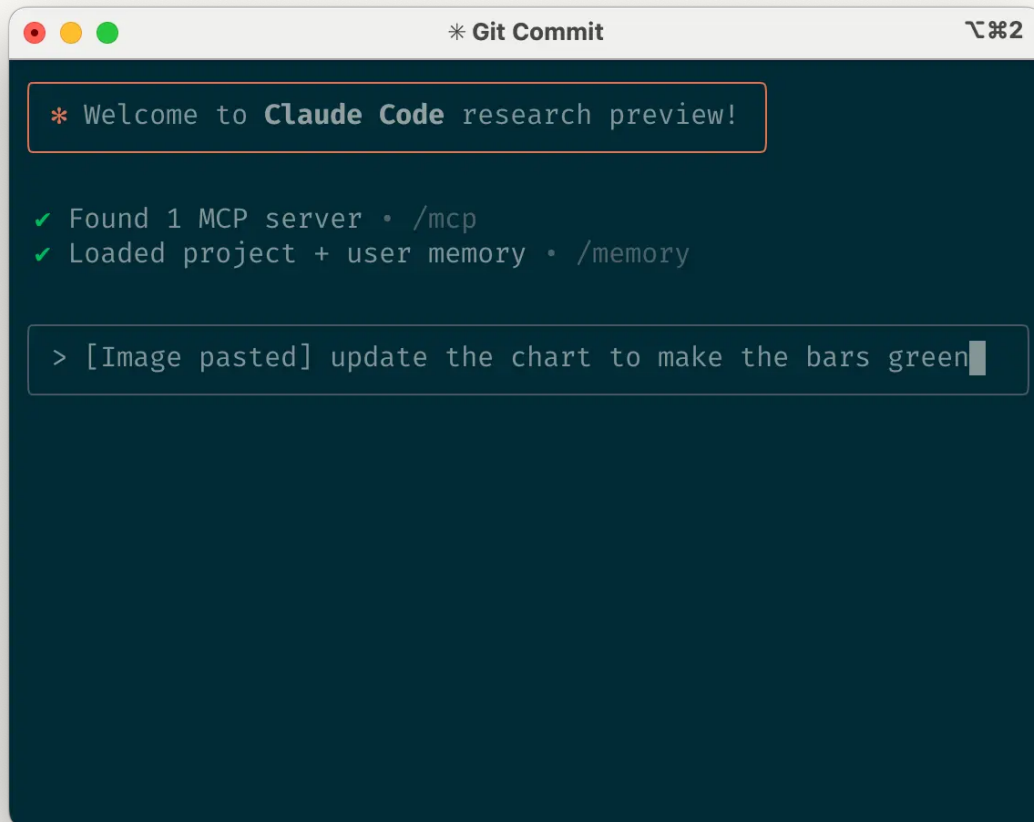 ✳ Git Commit ⌥⌘2
✻ Welcome to Claude Code research preview!
✔ Found 1 MCP server • /mcp
✔ Loaded project + user memory • /memory
> [Image pasted] update the chart to make the bars green